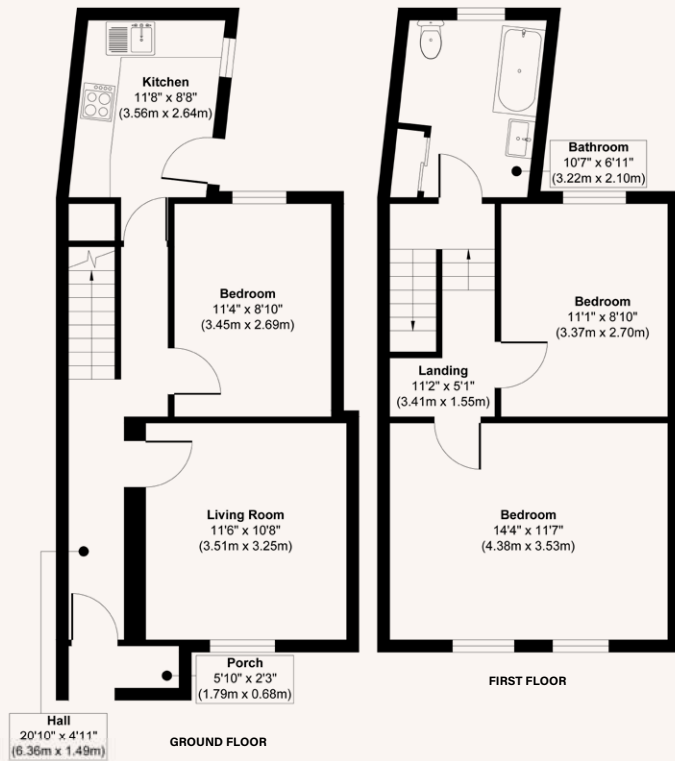 Kitchen
11'8" x 8'8"
(3.56m x 2.64m)
Bedroom
11'4" x 8'10"
(3.45m x 2.69m)
Living Room
11'6" x 10'8"
(3.51m x 3.25m)
Porch
5'10" x 2'3"
(1.79m x 0.68m)
Hall
20'10" x 4'11"
(6.36m x 1.49m)
GROUND FLOOR
Bathroom
10'7" x 6'11"
(3.22m x 2.10m)
Bedroom
11'1" x 8'10"
(3.37m x 2.70m)
Landing
11'2" x 5'1"
(3.41m x 1.55m)
Bedroom
14'4" x 11'7"
(4.38m x 3.53m)
FIRST FLOOR